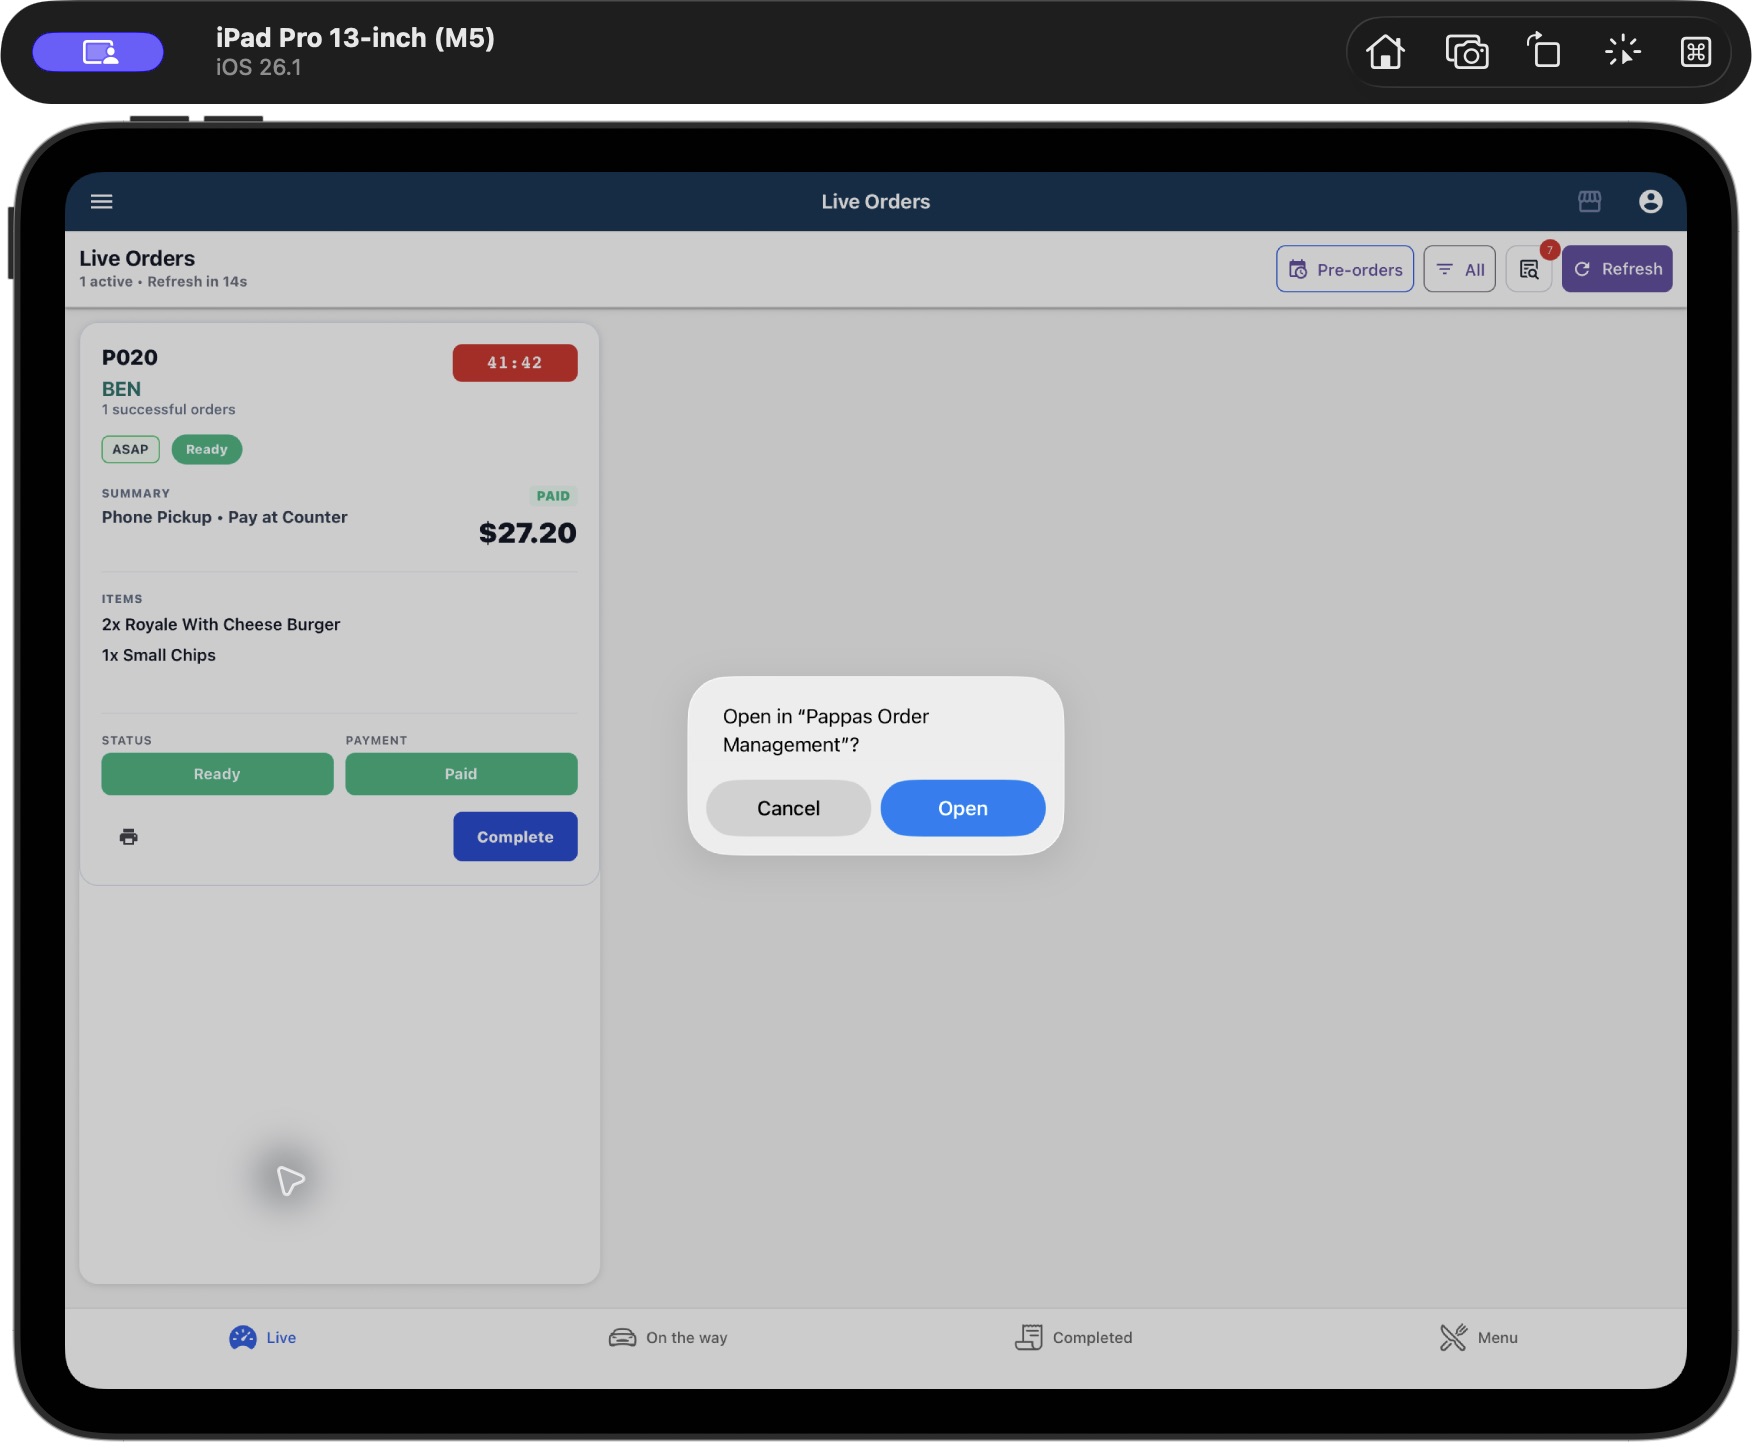 iPad Pro 13-inch (M5)
iOS 26.1
Live Orders
Live Orders
1 active • Refresh in 14s
Pre-orders
All
7
Refresh
P020
41:42
BEN
1 successful orders
ASAP
Ready
SUMMARY
PAID
Phone Pickup • Pay at Counter
$27.20
ITEMS
2x Royale With Cheese Burger
1x Small Chips
STATUS
PAYMENT
Ready
Paid
Complete
Open in “Pappas Order
Management”?
Cancel
Open
Live
On the way
Completed
Menu